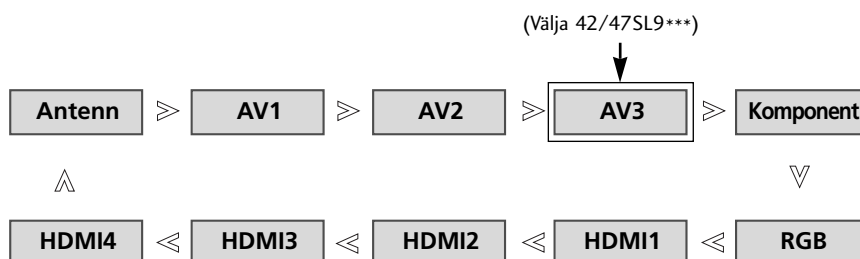 (Välja 42/47SL9***)
Antenn AV1 AV2 AV3 Komponent
HDMI4 HDMI3 HDMI2 HDMI1 RGB